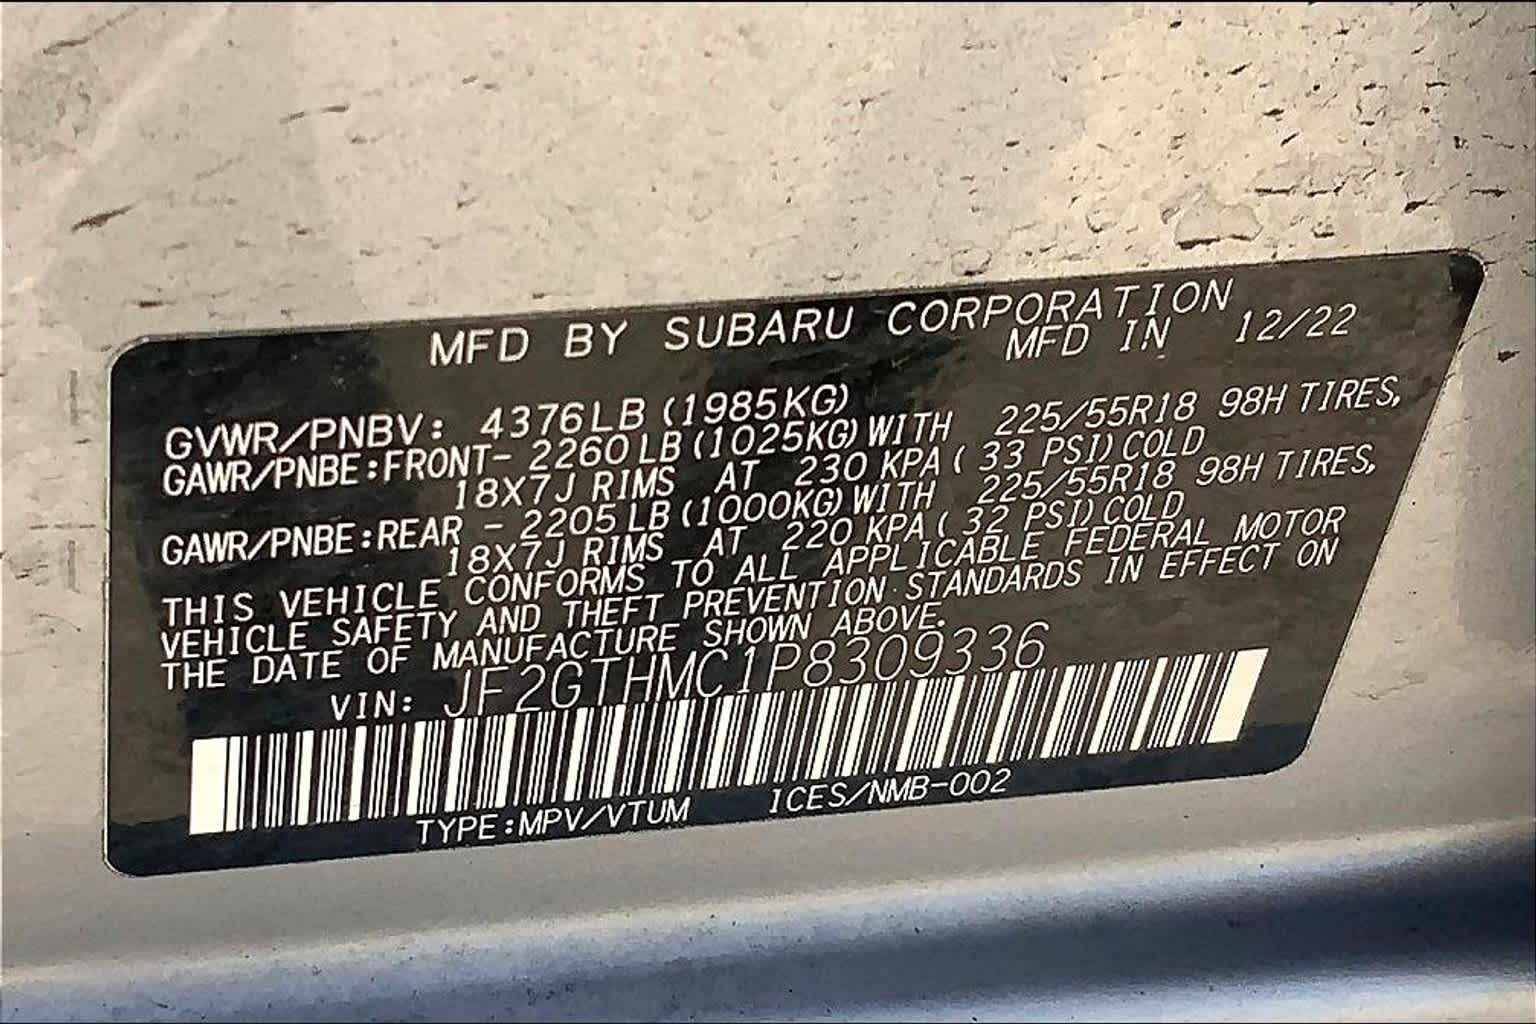 MFD BY SUBARU CORPORATION
MFD IN 12/22
GVWR/PNBV: 4376LB (1985KG)
GAWR/PNBE:FRONT- 2260LB (1025KG) WITH 225/55R18 98H TIRES,
18X7J RIMS AT 230 KPA ( 33 PSI) COLD
GAWR/PNBE:REAR - 2205LB (1000KG) WITH 225/55R18 98H TIRES,
18X7J RIMS AT 220 KPA ( 32 PSI) COLD
THIS VEHICLE CONFORMS TO ALL APPLICABLE FEDERAL MOTOR
VEHICLE SAFETY AND THEFT PREVENTION STANDARDS IN EFFECT ON
THE DATE OF MANUFACTURE SHOWN ABOVE.
VIN: JF2GTHMC1P8309336
TYPE:MPV/VTUM ICES/NMB-002